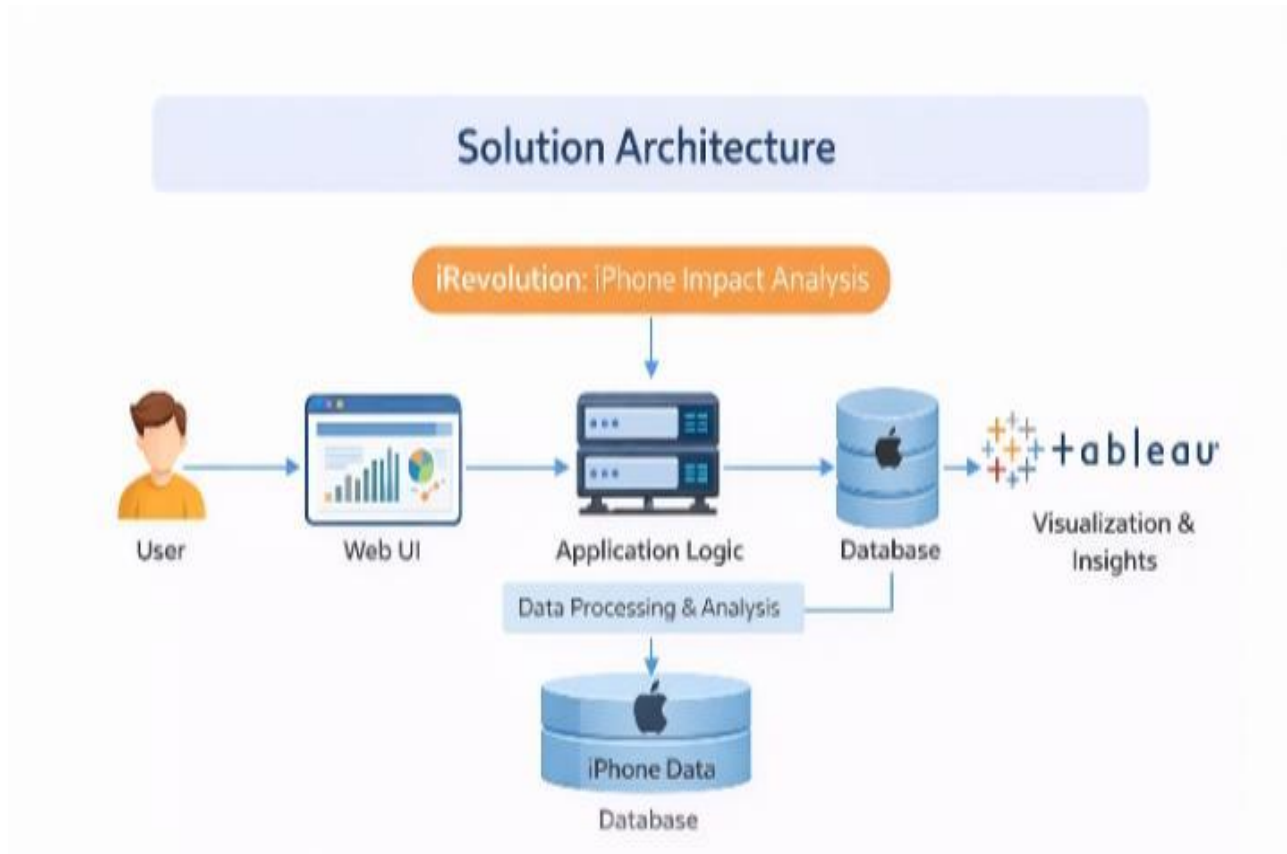 Solution Architecture
iRevolution: iPhone Impact Analysis
User
Web UI
Application Logic
Database
tableau
Visualization &
Insights
Data Processing & Analysis
iPhone Data
Database